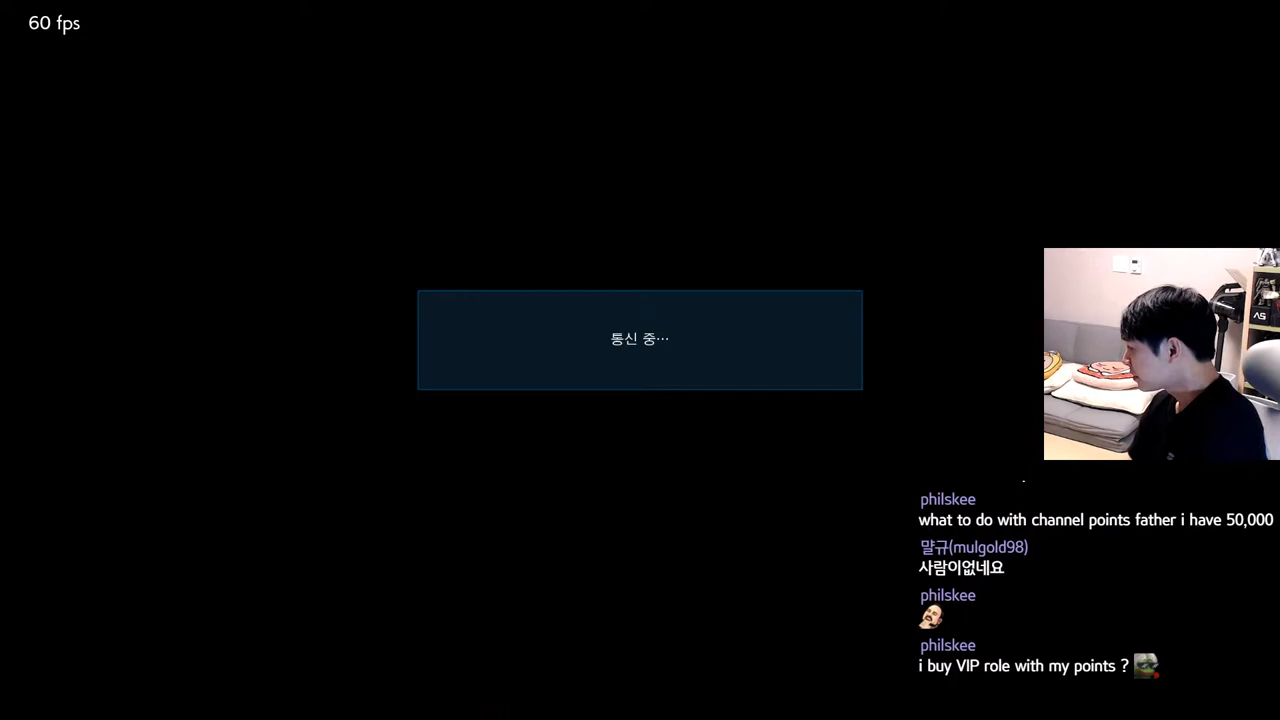 60 fps
통신 중…
AS
philskee
what to do with channel points father i have 50,000
먈규(mulgold98)
사람이없네요
philskee
philskee
i buy VIP role with my points ?